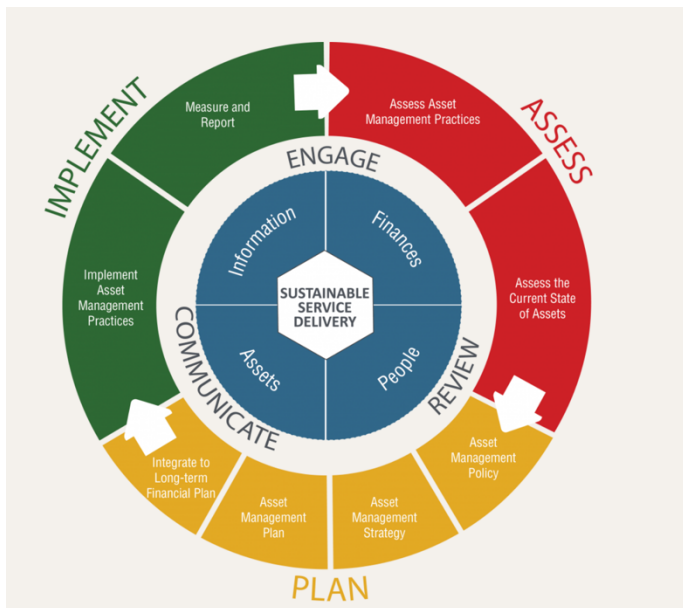 IMPLEMENT
ASSESS
PLAN
Measure and
Report
Assess Asset
Management Practices
Assess the
Current State
of Assets
Asset
Management
Policy
Asset
Management
Strategy
Asset
Management
Plan
Integrate to
Long-term
Financial Plan
Implement
Asset
Management
Practices
ENGAGE
REVIEW
COMMUNICATE
Information
Finances
People
Assets
SUSTAINABLE
SERVICE
DELIVERY